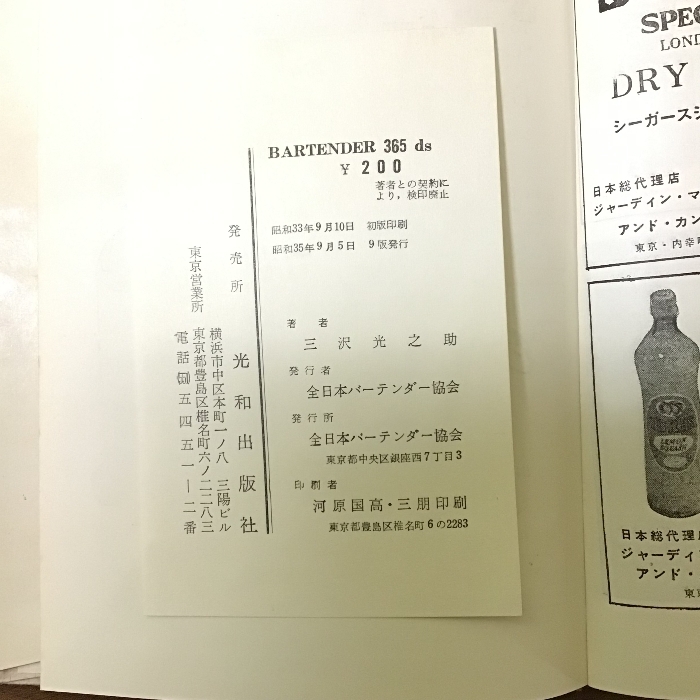 BARTENDER 365 ds
¥ 200
著者との契約に
より，検印廃止
昭和33年9月10日 初版印刷
昭和35年9月5日 9版発行
著者
三沢光之助
発行者
全日本バーテンダー協会
発行所
全日本バーテンダー協会
東京都中央区銀座西7丁目3
印刷者
河原国高・三朋印刷
東京都豊島区椎名町6の2283
発売所 光和出版社
横浜市中区本町一ノ八 三陽ビル
東京営業所 東京都豊島区椎名町六ノ二二八三
電話 五四五一―二番
SPEC
LOND
DRY
シーガースジ
日本総代理店
ジャーディン・マ
アンド・カン
東京・内幸町
日本総代理店
ジャーディン・
アンド・